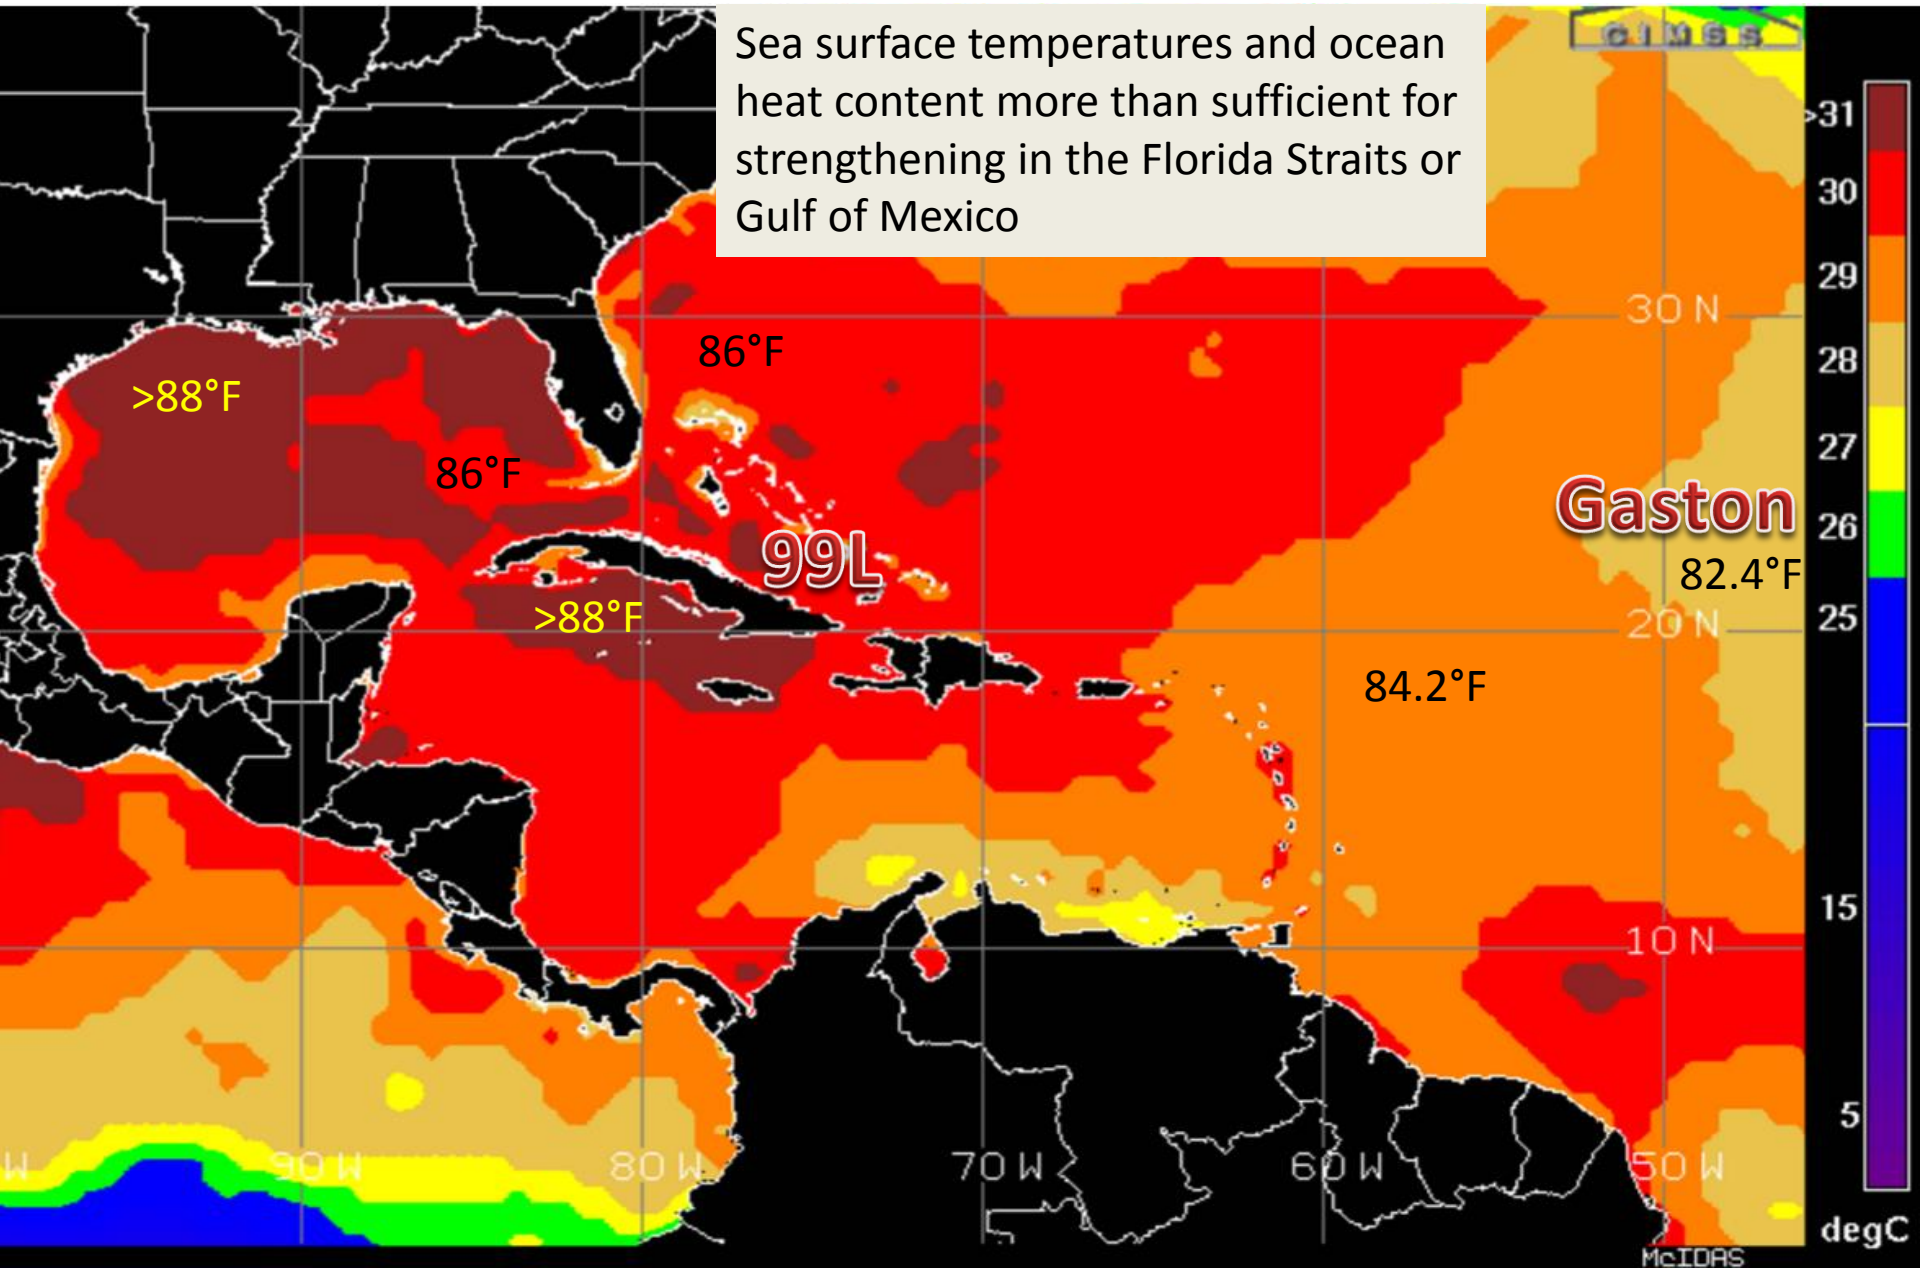 Sea surface temperatures and ocean
heat content more than sufficient for
strengthening in the Florida Straits or
Gulf of Mexico
CIMSS
>31
30
29
28
27
26
25
15
5
degC
30 N
86°F
>88°F
86°F
Gaston
99L
82.4°F
>88°F
20 N
84.2°F
10 N
W
90 W
80 W
70 W
60 W
50 W
McIDAS